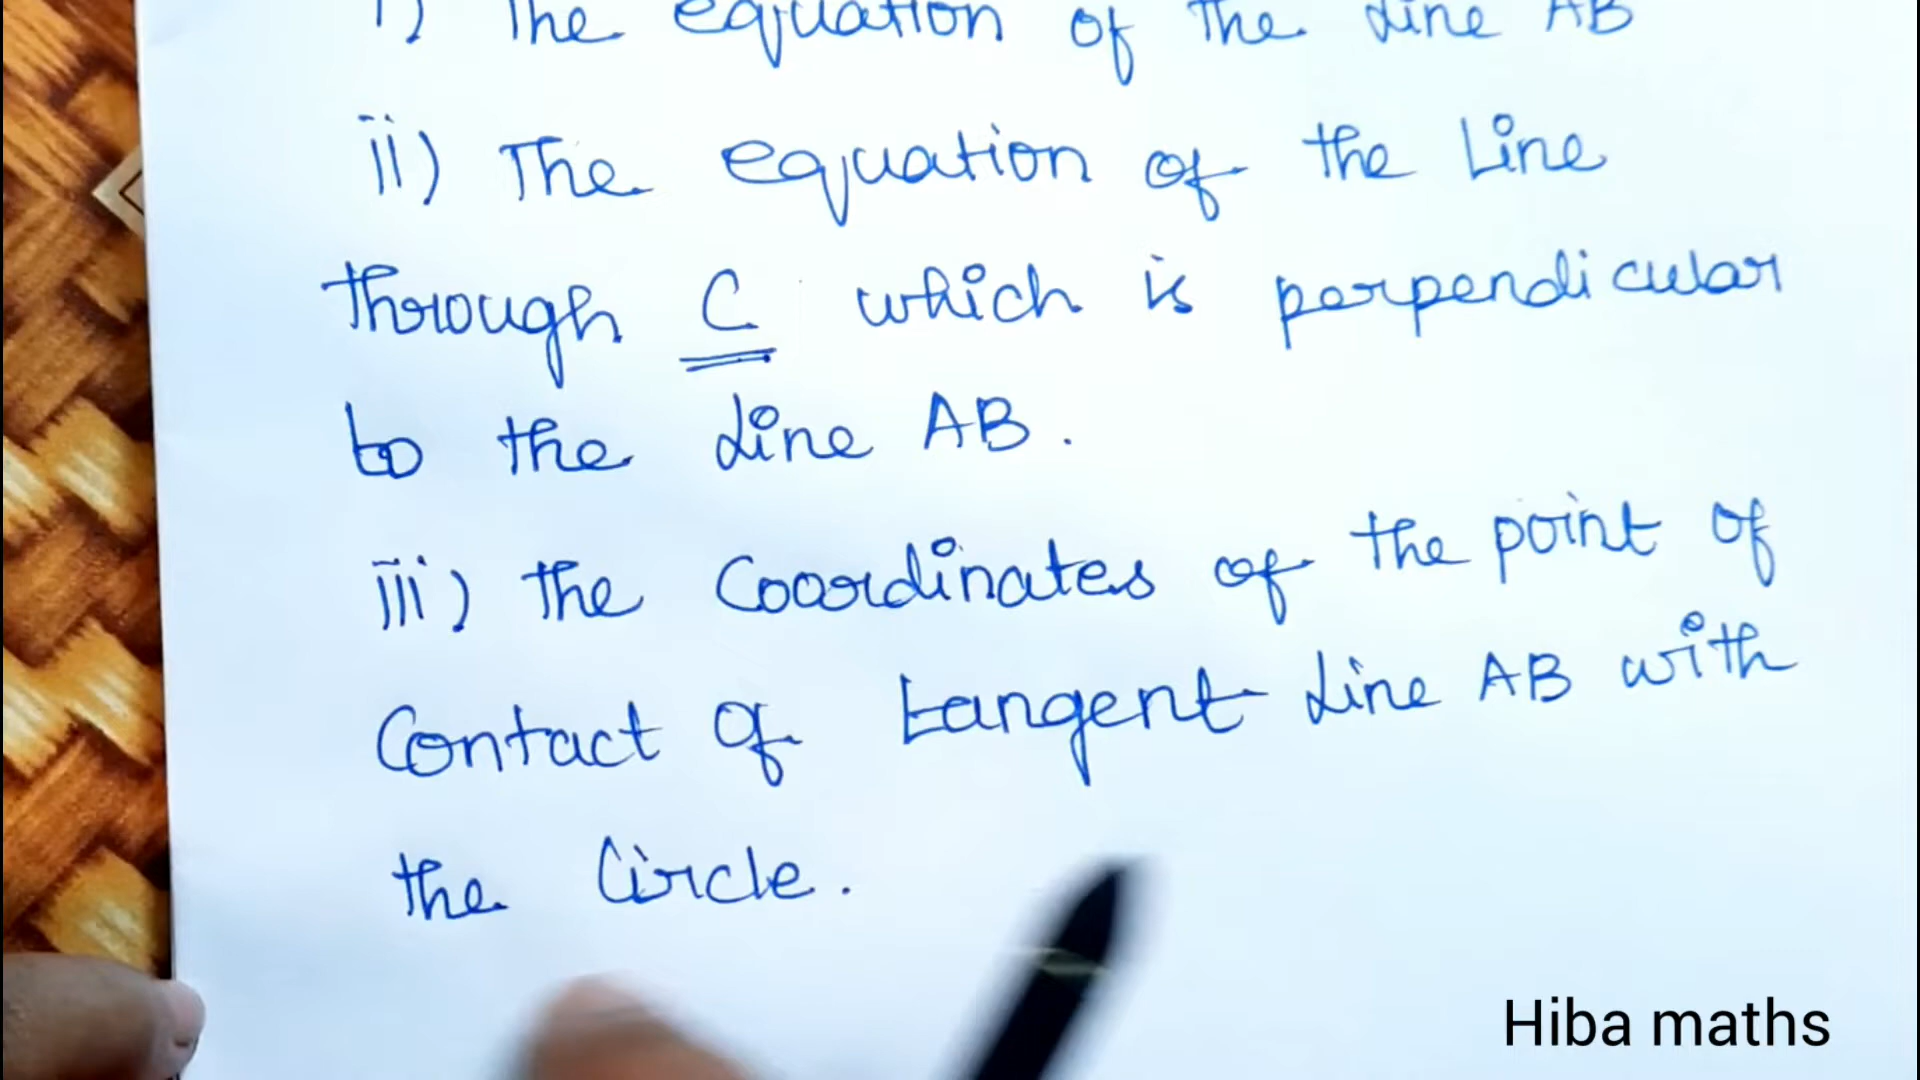 i) The equation of the Line AB
ii) The equation of the Line
through C which is perpendicular
to the Line AB.
iii) the Coordinates of the point of
Contact of tangent Line AB with
the Circle.
Hiba maths